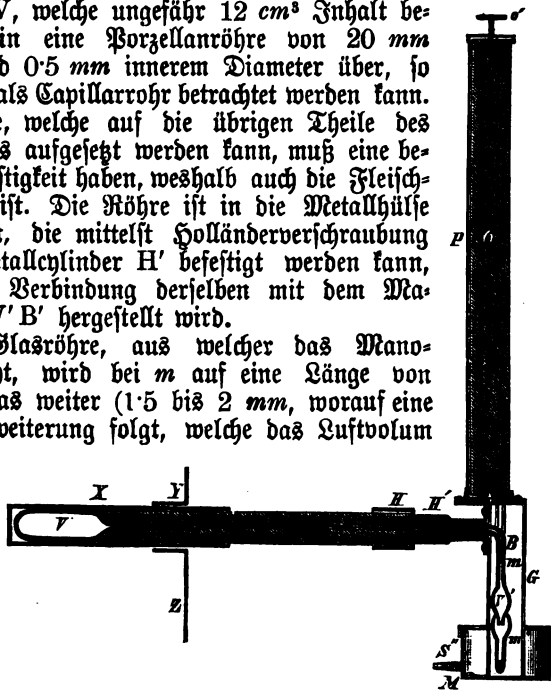 V, welche ungefähr 12 cm³ Inhalt be=
in eine Porzellanröhre von 20 mm
d 0·5 mm innerem Diameter über, so
als Capillarrohr betrachtet werden kann.
e, welche auf die übrigen Theile des
s aufgesetzt werden kann, muß eine be=
stigkeit haben, weshalb auch die Fleisch=
ist. Die Röhre ist in die Metallhülse
t, die mittelst Holländerverschraubung
tallcylinder H' befestigt werden kann,
Verbindung derselben mit dem Ma=
V' B' hergestellt wird.
Glasröhre, aus welcher das Mano=
ht, wird bei m auf eine Länge von
as weiter (1·5 bis 2 mm, worauf eine
weiterung folgt, welche das Luftvolum
s'
P
X
Y
H H'
V
B
m
G
V'
Z
m
S''
M